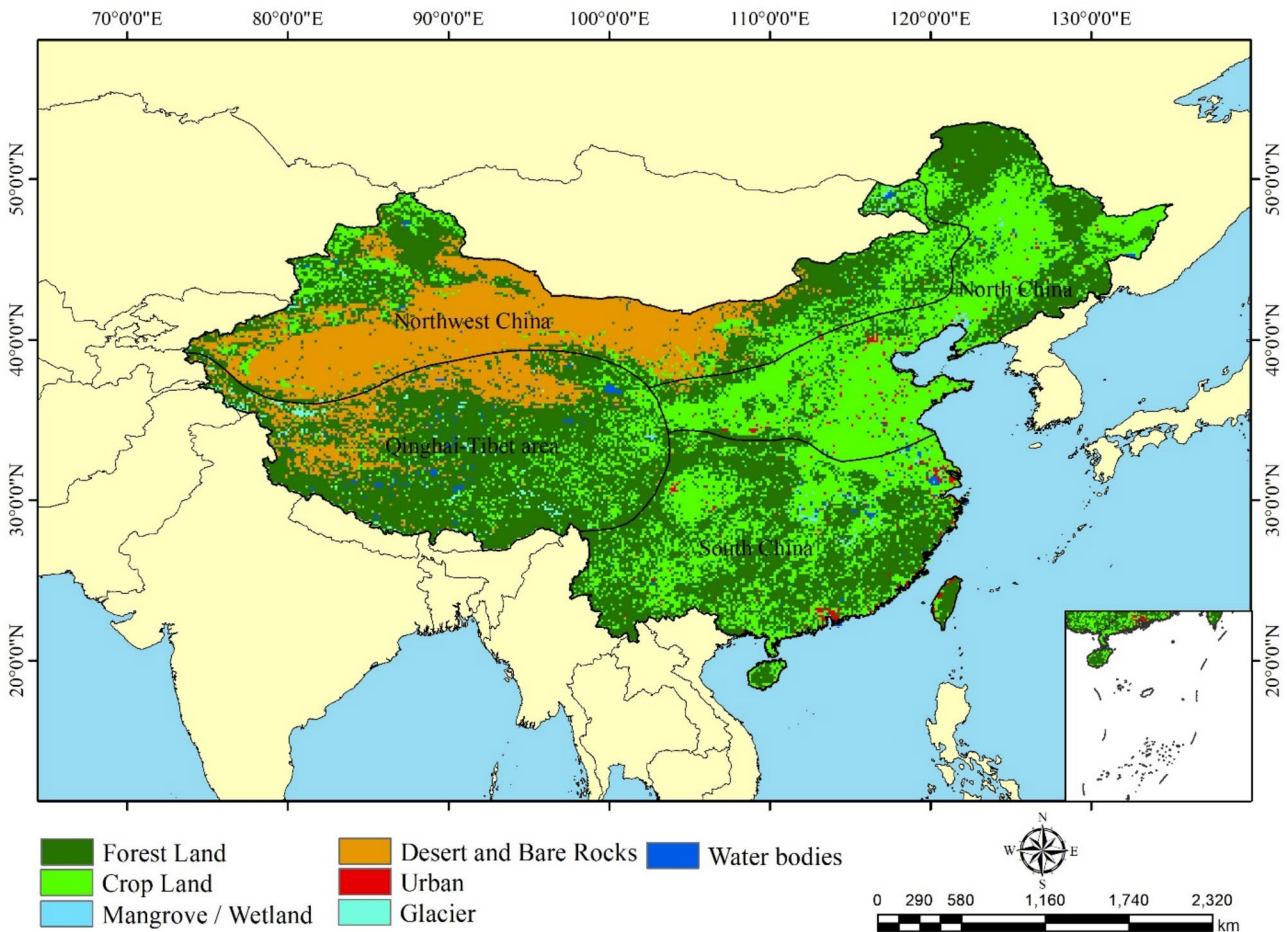 70°0'0"E 80°0'0"E 90°0'0"E 100°0'0"E 110°0'0"E 120°0'0"E 130°0'0"E
50°0'0"N 50°0'0"N
40°0'0"N 40°0'0"N
30°0'0"N 30°0'0"N
20°0'0"N 20°0'0"N
North China
Northwest China
Qinghai-Tibet area
South China
Forest Land
Crop Land
Mangrove / Wetland
Desert and Bare Rocks
Urban
Glacier
Water bodies
N
W E
S
0 290 580 1,160 1,740 2,320
km